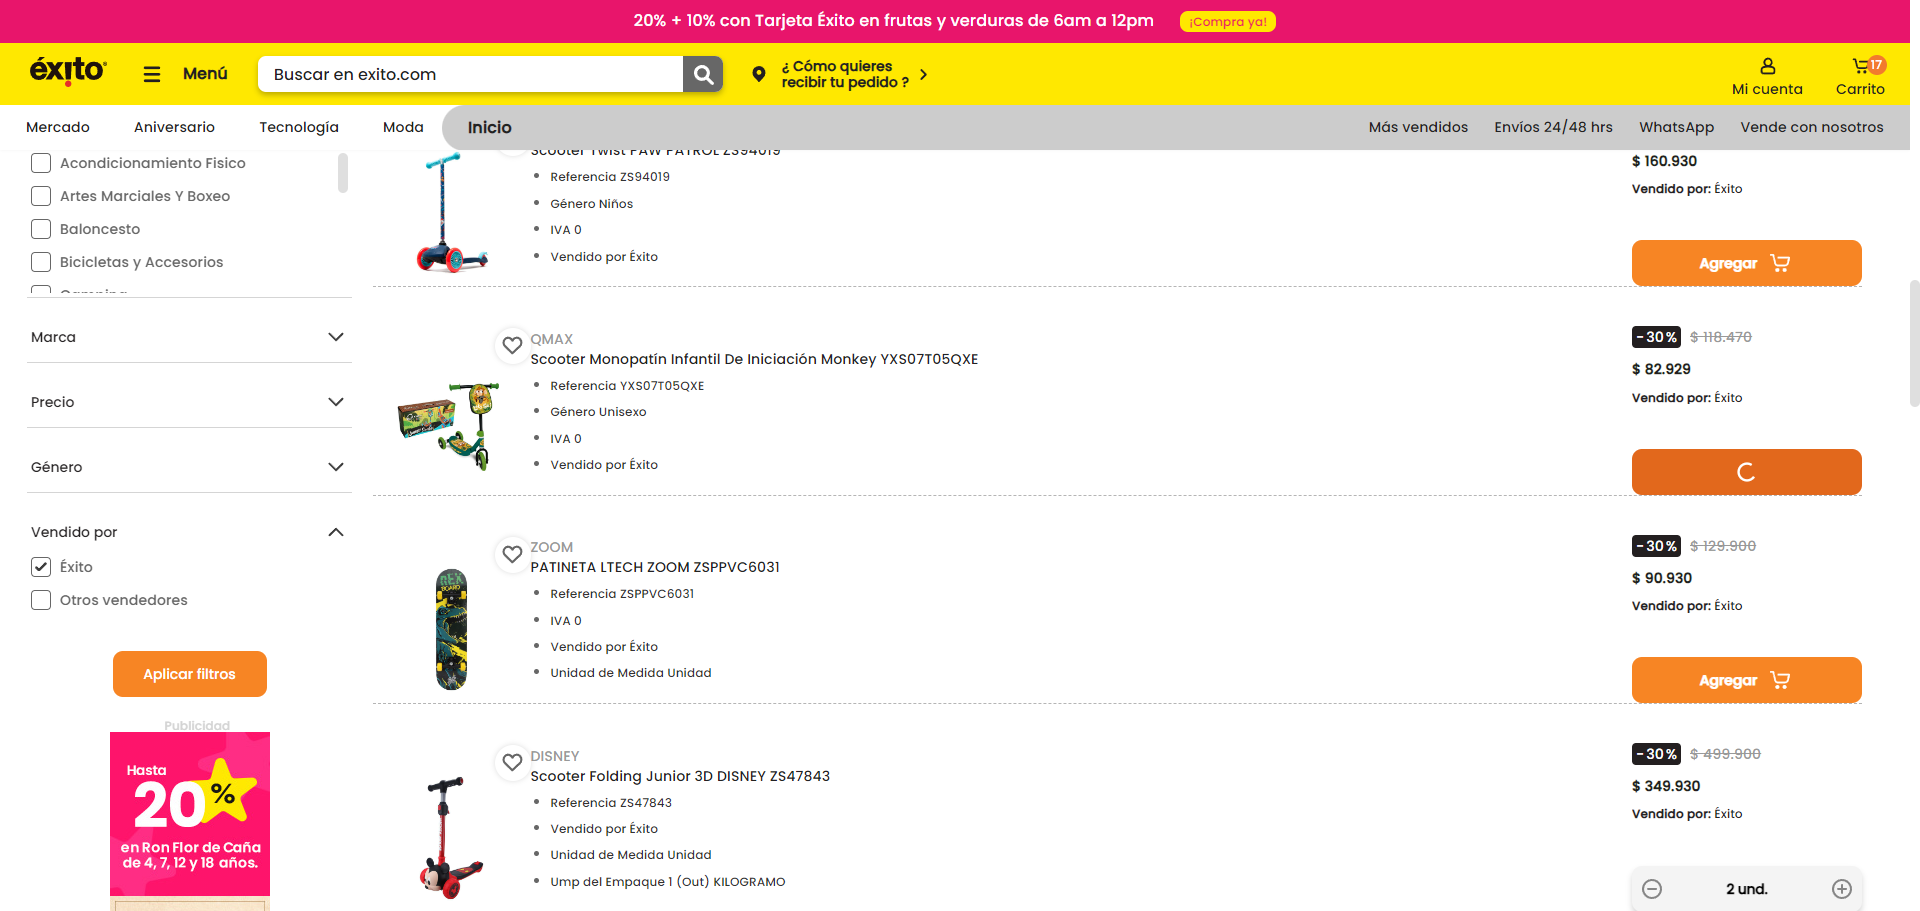 20% + 10% con Tarjeta Éxito en frutas y verduras de 6am a 12pm
¡Compra ya!
éxito
Menú
Buscar en exito.com
¿ Cómo quieres
recibir tu pedido ?
Mi cuenta
17
Carrito
Mercado
Aniversario
Tecnología
Moda
Inicio
Más vendidos
Envíos 24/48 hrs
WhatsApp
Vende con nosotros
Acondicionamiento Fisico
Artes Marciales Y Boxeo
Baloncesto
Bicicletas y Accesorios
Camping
Marca
Precio
Género
Vendido por
Éxito
Otros vendedores
Aplicar filtros
Publicidad
Hasta
20%
en Ron Flor de Caña
de 4, 7, 12 y 18 años.
Scooter Twist PAW PATROL ZS94019
Referencia ZS94019
Género Niños
IVA 0
Vendido por Éxito
$ 160.930
Vendido por: Éxito
Agregar
QMAX
Scooter Monopatín Infantil De Iniciación Monkey YXS07T05QXE
Referencia YXS07T05QXE
Género Unisexo
IVA 0
Vendido por Éxito
-30% $ 118.470
$ 82.929
Vendido por: Éxito
ZOOM
PATINETA LTECH ZOOM ZSPPVC6031
Referencia ZSPPVC6031
IVA 0
Vendido por Éxito
Unidad de Medida Unidad
-30% $ 129.900
$ 90.930
Vendido por: Éxito
Agregar
REX
DISNEY
Scooter Folding Junior 3D DISNEY ZS47843
Referencia ZS47843
Vendido por Éxito
Unidad de Medida Unidad
Ump del Empaque 1 (Out) KILOGRAMO
-30% $ 499.900
$ 349.930
Vendido por: Éxito
2 und.